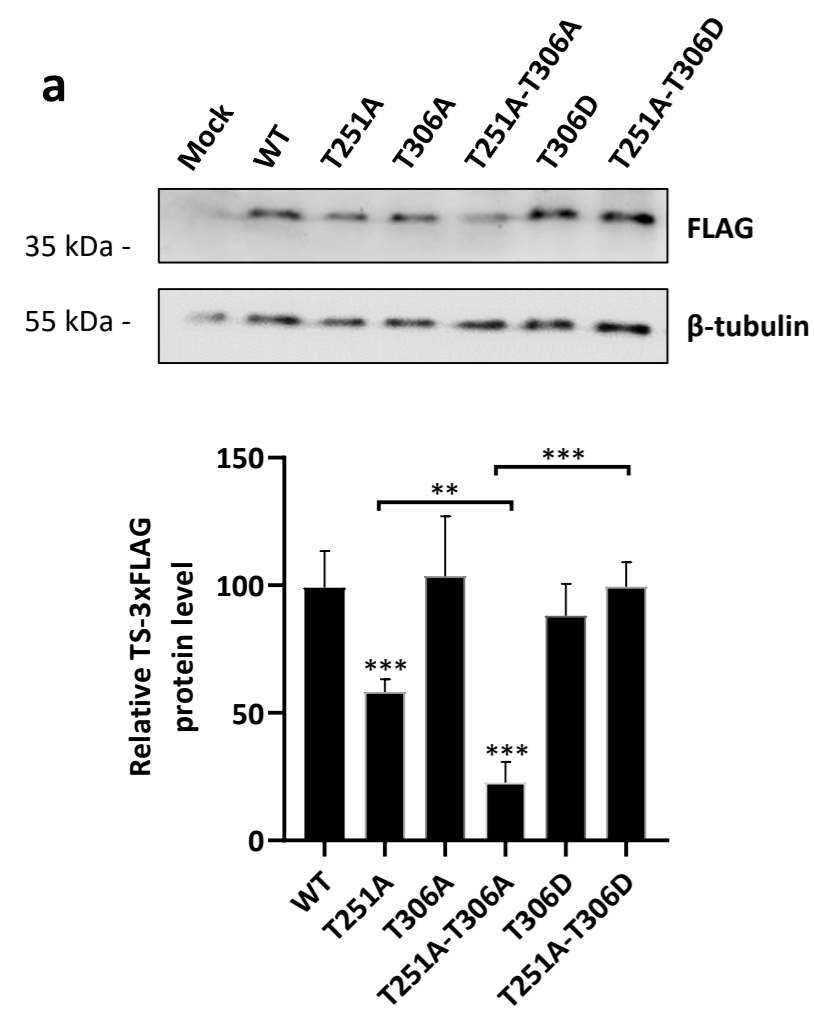 a
Mock WT T251A T306A T251A-T306A T306D T251A-T306D
FLAG
35 kDa -
55 kDa -
β-tubulin
150
***
**
100
***
***
50
0
Relative TS-3xFLAG
protein level
WT T251A T306A T251A-T306A T306D T251A-T306D